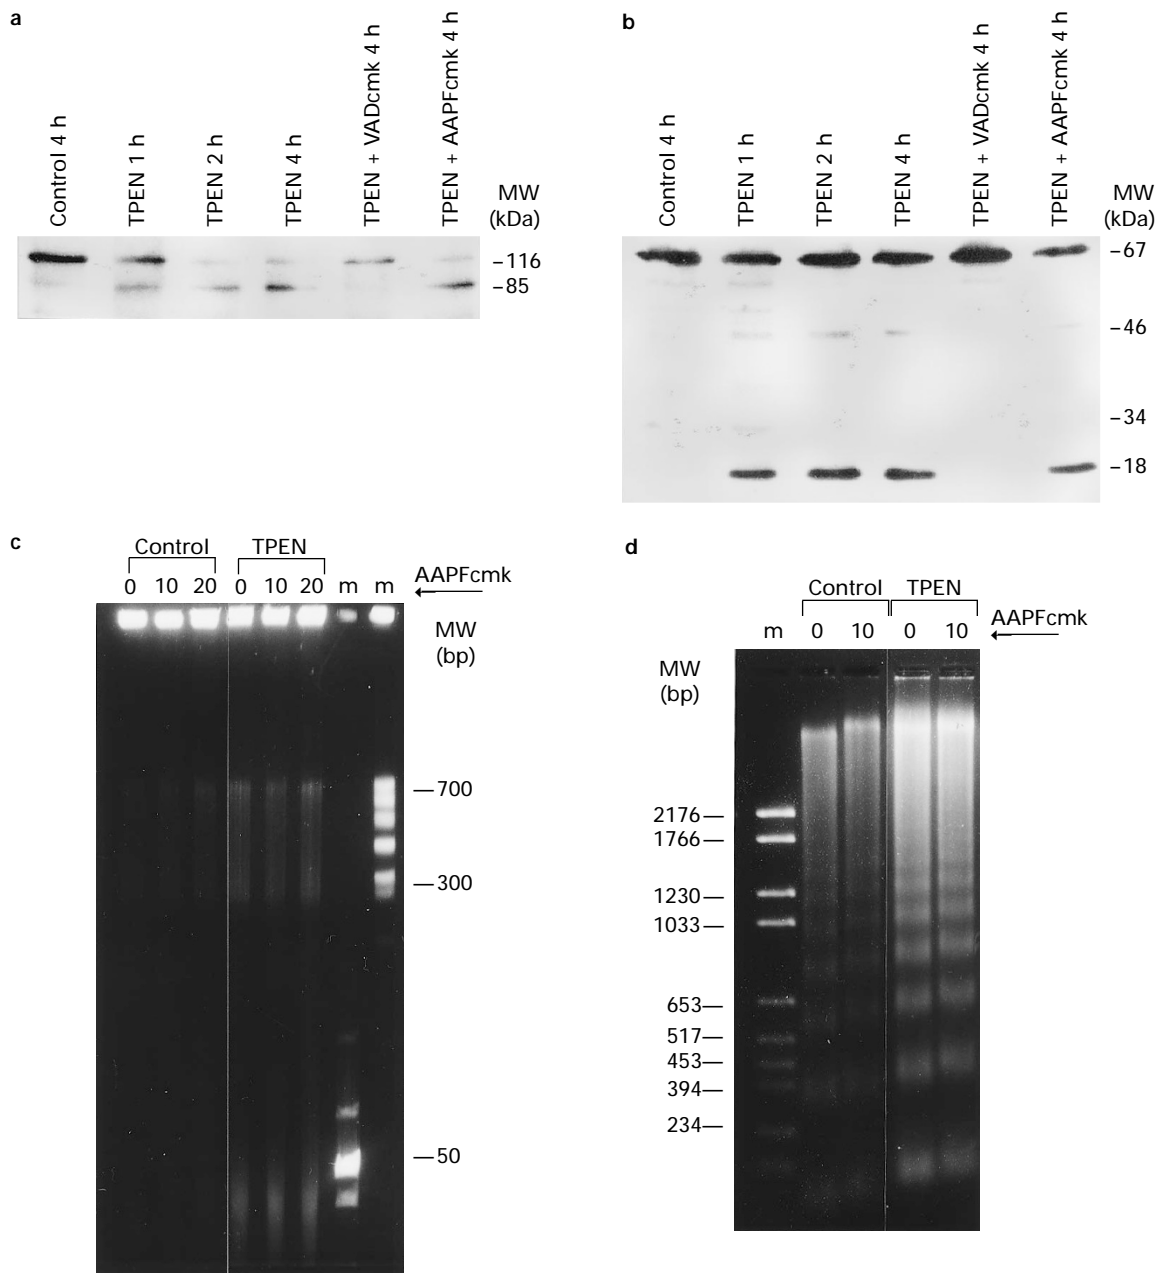 a
Control 4 h
TPEN 1 h
TPEN 2 h
TPEN 4 h
TPEN + VADcmk 4 h
TPEN + AAPFcmk 4 h
MW
(kDa)
–116
–85
b
Control 4 h
TPEN 1 h
TPEN 2 h
TPEN 4 h
TPEN + VADcmk 4 h
TPEN + AAPFcmk 4 h
MW
(kDa)
–67
–46
–34
–18
c
Control TPEN
0 10 20 0 10 20 m m
AAPFcmk
MW
(bp)
—700
—300
—50
d
Control TPEN
m 0 10 0 10
AAPFcmk
MW
(bp)
2176—
1766—
1230—
1033—
653—
517—
453—
394—
234—